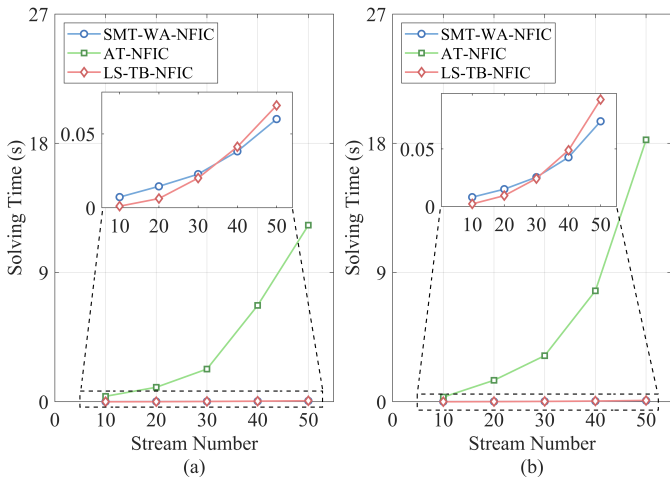 27
18
9
0
Solving Time (s)
SMT-WA-NFIC
AT-NFIC
LS-TB-NFIC
0.05
0
10 20 30 40 50
0 10 20 30 40 50
Stream Number
(a)
27
18
9
0
Solving Time (s)
SMT-WA-NFIC
AT-NFIC
LS-TB-NFIC
0.05
0
10 20 30 40 50
0 10 20 30 40 50
Stream Number
(b)